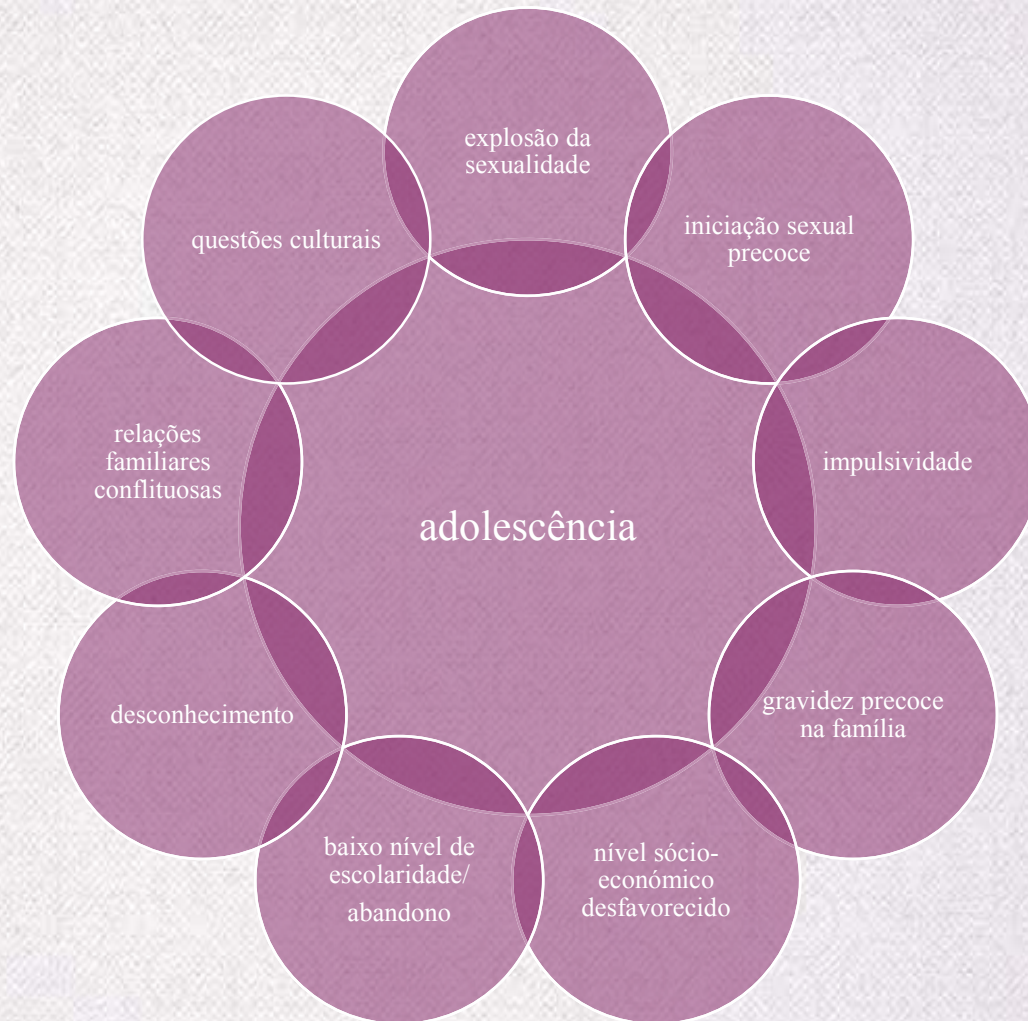 explosão da
sexualidade
iniciação sexual
precoce
impulsividade
gravidez precoce
na família
nível sócio-
económico
desfavorecido
baixo nível de
escolaridade/
abandono
desconhecimento
relações
familiares
conflituosas
questões culturais
adolescência